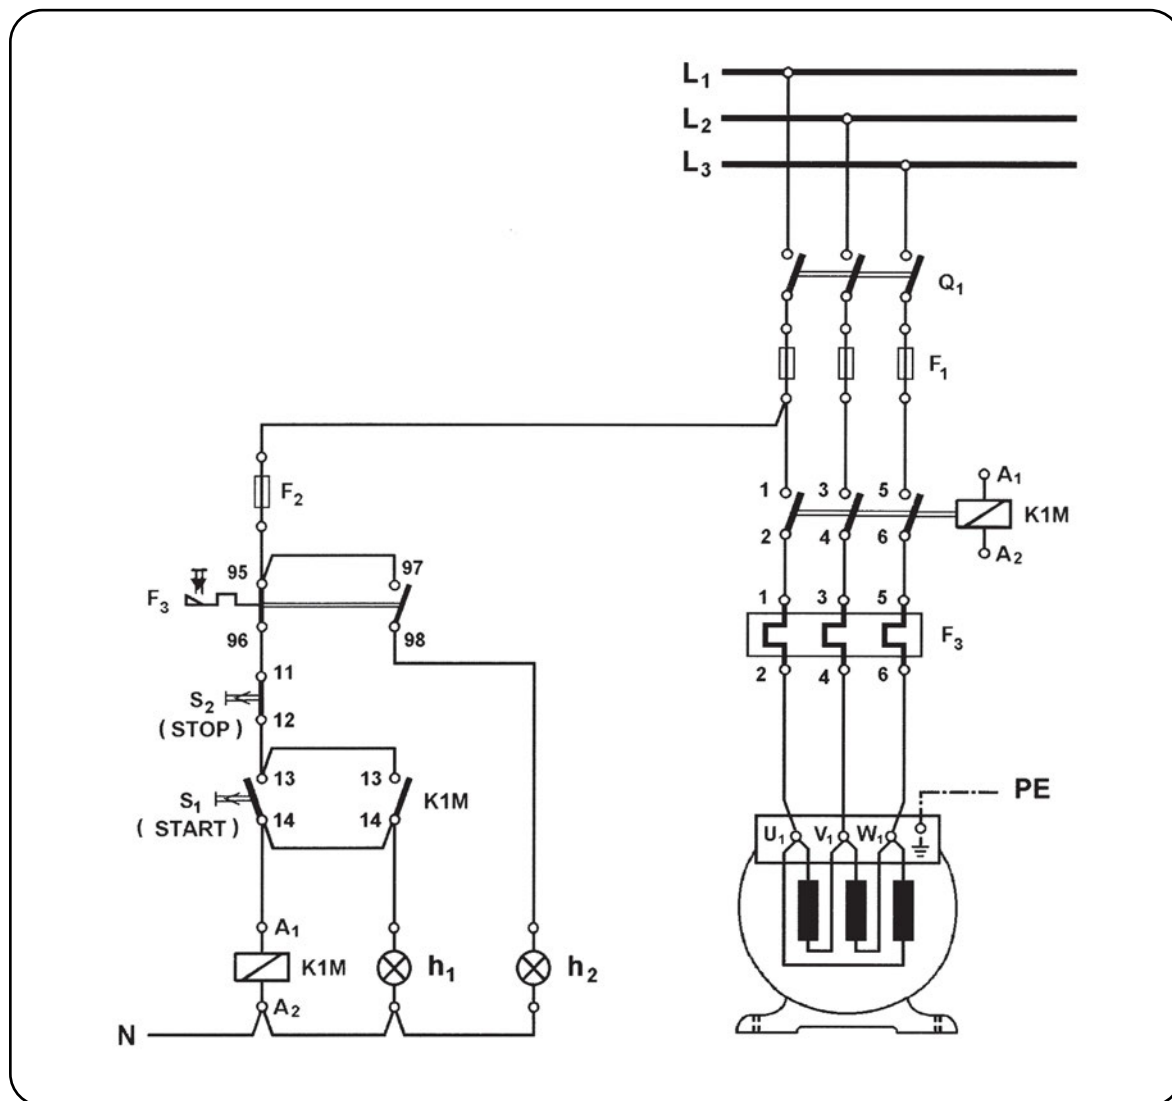 L₁
L₂
L₃
Q₁
F₁
F₂
1 3 5 A₁
K1M
2 4 6 A₂
95 97
F₃
96 98
1 3 5
F₃
2 4 6
11
S₂
(STOP) 12
13 13
S₁ K1M
(START) 14 14
PE
U₁ V₁ W₁
A₁
K1M h₁ h₂
A₂
N